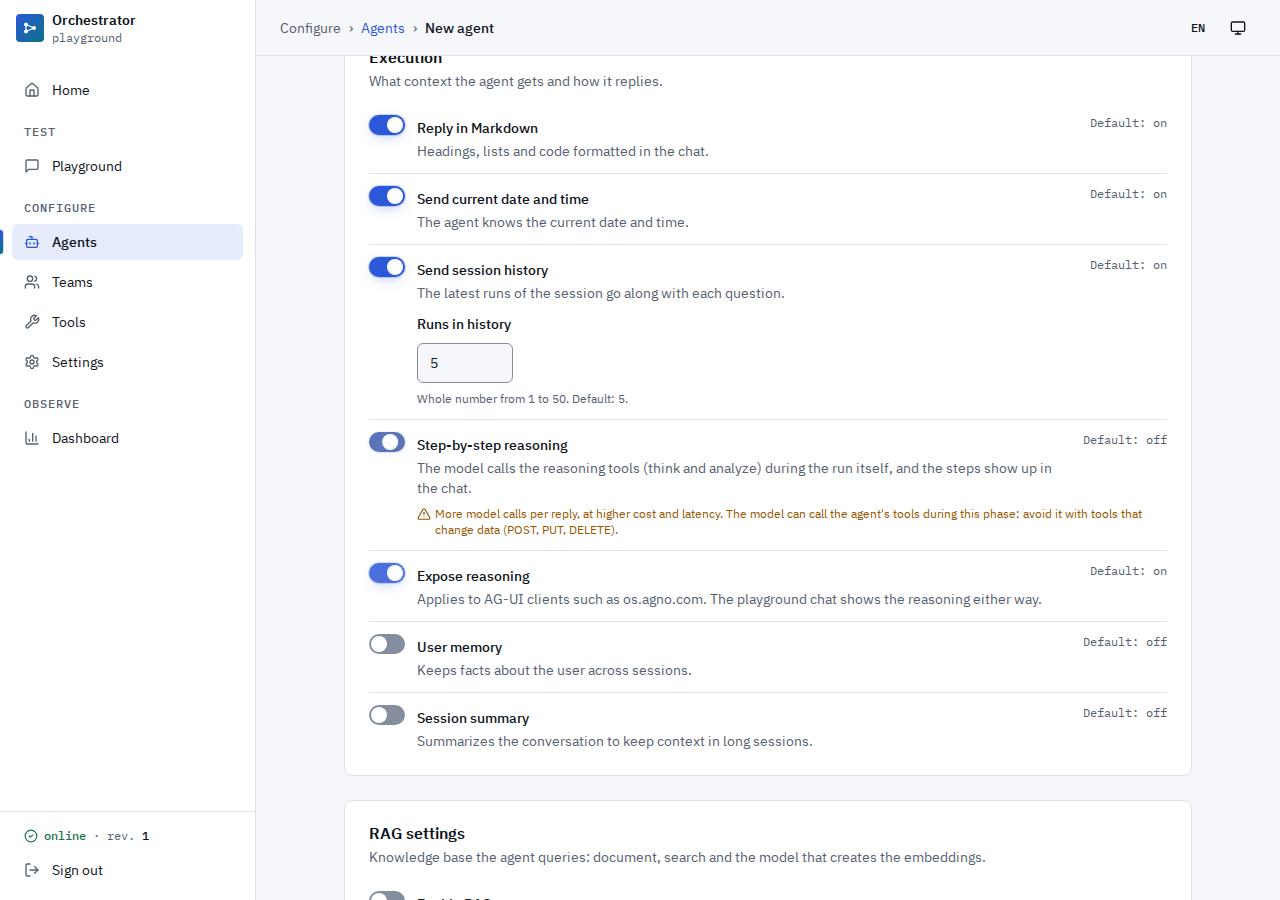 Orchestrator
playground
Configure › Agents › New agent
EN
Home
TEST
Playground
CONFIGURE
Agents
Teams
Tools
Settings
OBSERVE
Dashboard
online · rev. 1
Sign out
Execution
What context the agent gets and how it replies.
Reply in Markdown
Default: on
Headings, lists and code formatted in the chat.
Send current date and time
Default: on
The agent knows the current date and time.
Send session history
Default: on
The latest runs of the session go along with each question.
Runs in history
5
Whole number from 1 to 50. Default: 5.
Step-by-step reasoning
Default: off
The model calls the reasoning tools (think and analyze) during the run itself, and the steps show up in
the chat.
More model calls per reply, at higher cost and latency. The model can call the agent's tools during this phase: avoid it with tools that
change data (POST, PUT, DELETE).
Expose reasoning
Default: on
Applies to AG-UI clients such as os.agno.com. The playground chat shows the reasoning either way.
User memory
Default: off
Keeps facts about the user across sessions.
Session summary
Default: off
Summarizes the conversation to keep context in long sessions.
RAG settings
Knowledge base the agent queries: document, search and the model that creates the embeddings.